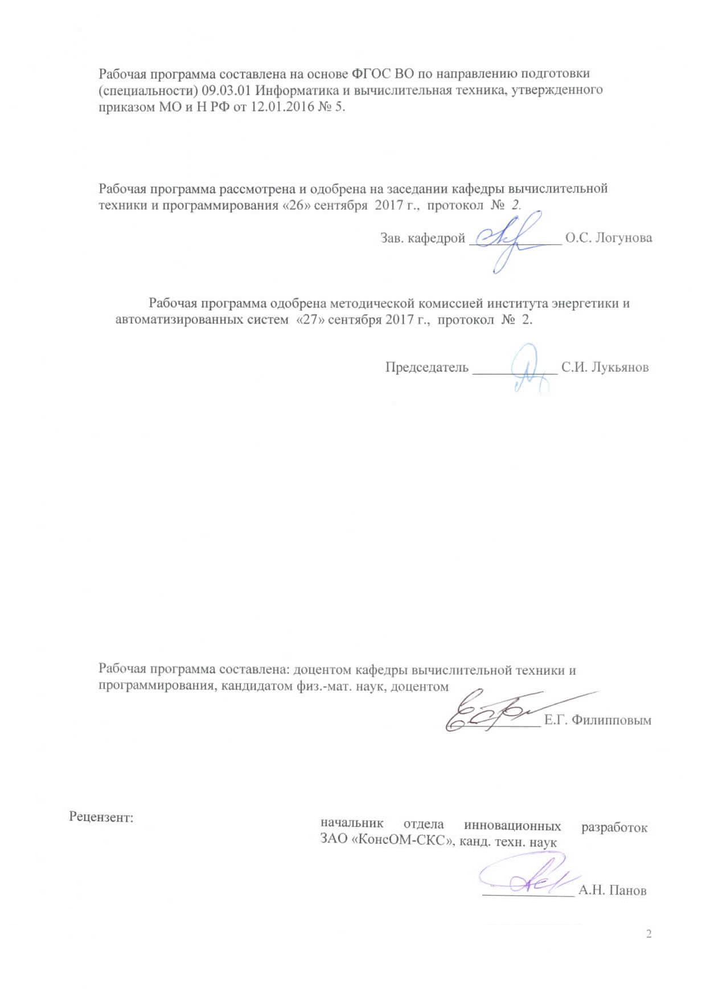 Рабочая программа составлена на основе ФГОС ВО по направлению подготовки
(специальности) 09.03.01 Информатика и вычислительная техника, утвержденного
приказом МО и Н РФ от 12.01.2016 № 5.
Рабочая программа рассмотрена и одобрена на заседании кафедры вычислительной
техники и программирования «26» сентября 2017 г., протокол № 2.
Зав. кафедрой _____________ О.С. Логунова
Рабочая программа одобрена методической комиссией института энергетики и
автоматизированных систем «27» сентября 2017 г., протокол № 2.
Председатель ____________ С.И. Лукьянов
Рабочая программа составлена: доцентом кафедры вычислительной техники и
программирования, кандидатом физ.-мат. наук, доцентом
_____________ Е.Г. Филипповым
Рецензент:
начальник отдела инновационных разработок
ЗАО «КонсОМ-СКС», канд. техн. наук
_____________ А.Н. Панов
2